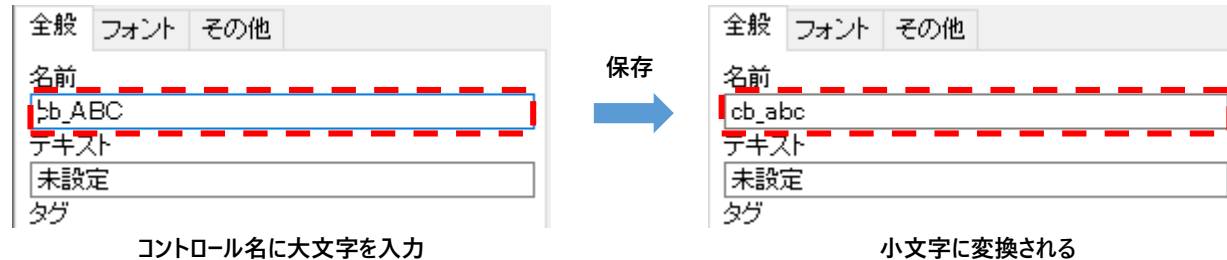 全般 フォント その他
名前
cb_ABC
テキスト
未設定
タグ
コントロール名に大文字を入力
保存
全般 フォント その他
名前
cb_abc
テキスト
未設定
タグ
小文字に変換される